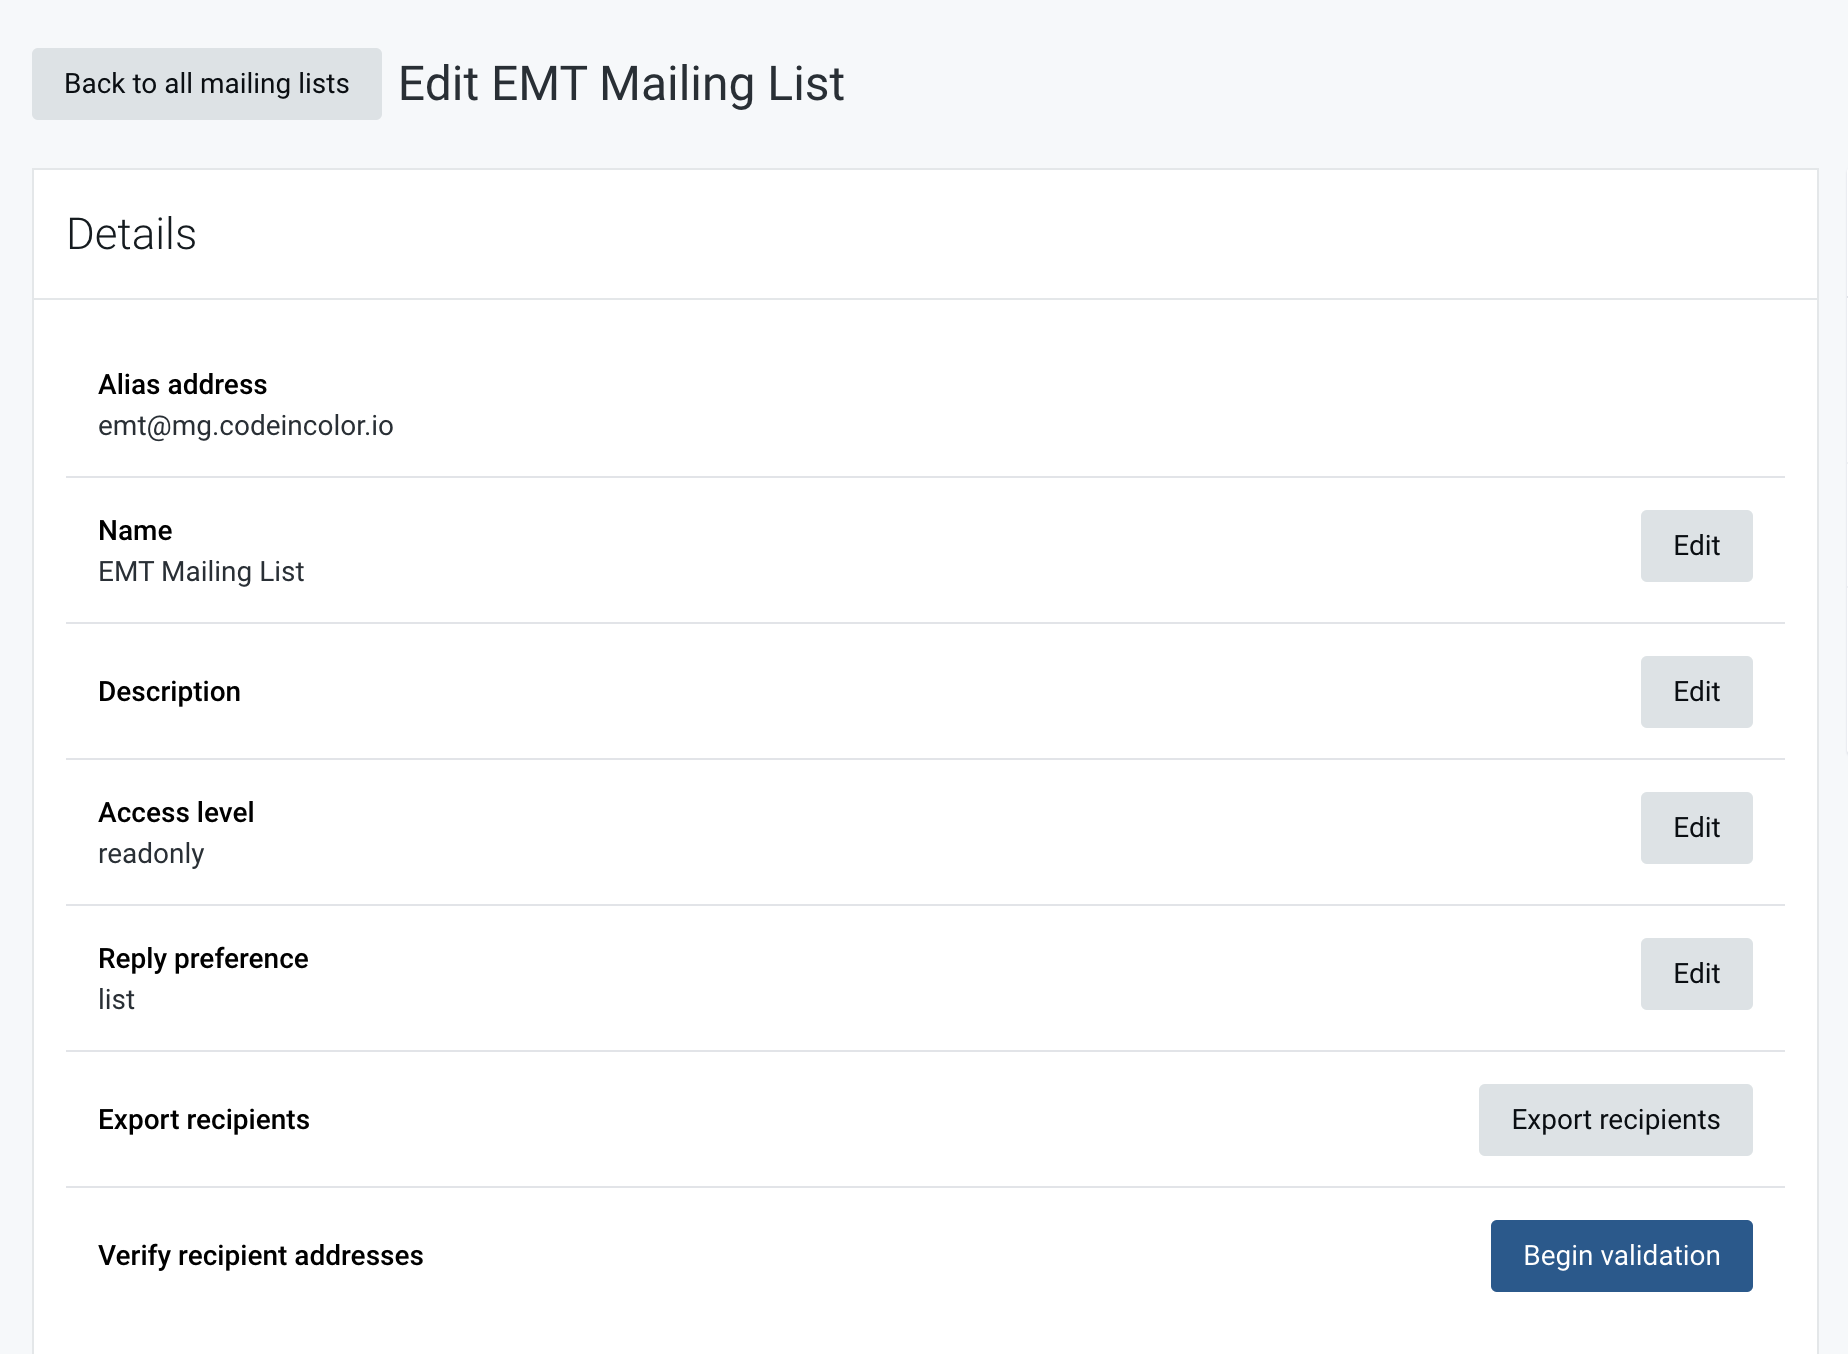 Back to all mailing lists
Edit EMT Mailing List
Details
Alias address
emt@mg.codeincolor.io
Name
EMT Mailing List
Edit
Description
Edit
Access level
readonly
Edit
Reply preference
list
Edit
Export recipients
Export recipients
Verify recipient addresses
Begin validation